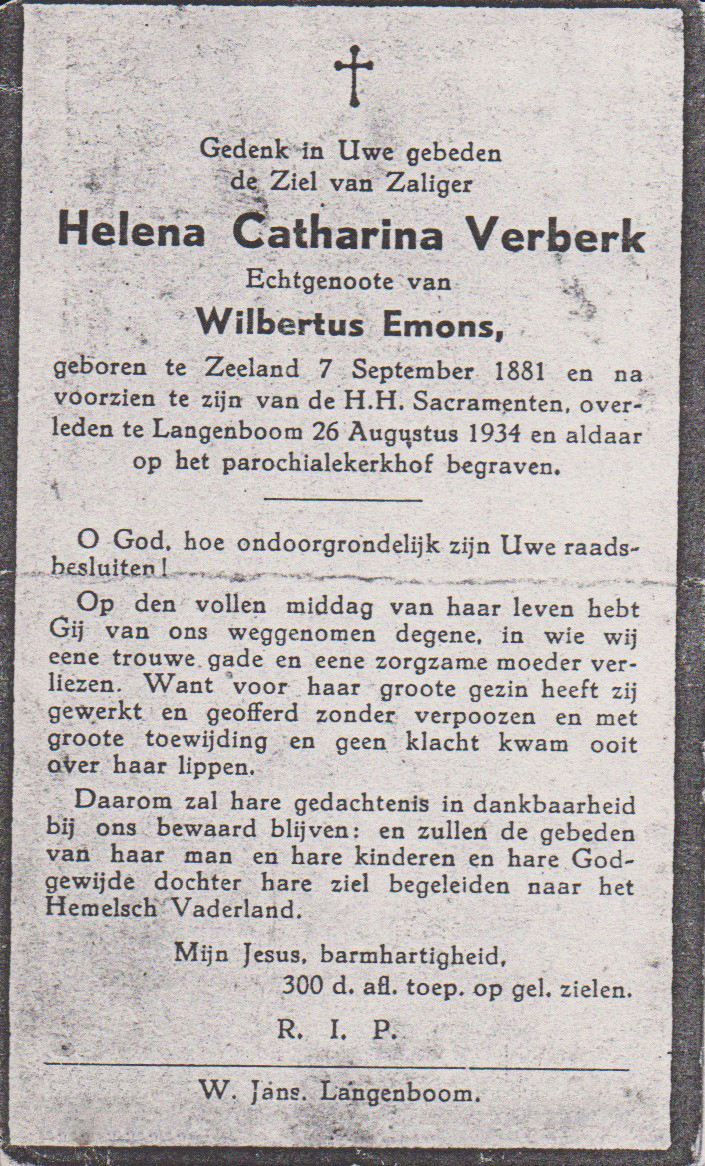 Gedenk in Uwe gebeden
de Ziel van Zaliger
Helena Catharina Verberk
Echtgenoote van
Wilbertus Emons,
geboren te Zeeland 7 September 1881 en na
voorzien te zijn van de H.H. Sacramenten, over-
leden te Langenboom 26 Augustus 1934 en aldaar
op het parochialekerkhof begraven.
O God, hoe ondoorgrondelijk zijn Uwe raads-
besluiten!
Op den vollen middag van haar leven hebt
Gij van ons weggenomen degene, in wie wij
eene trouwe gade en eene zorgzame moeder ver-
liezen. Want voor haar groote gezin heeft zij
gewerkt en geofferd zonder verpoozen en met
groote toewijding en geen klacht kwam ooit
over haar lippen.
Daarom zal hare gedachtenis in dankbaarheid
bij ons bewaard blijven: en zullen de gebeden
van haar man en hare kinderen en hare God-
gewijde dochter hare ziel begeleiden naar het
Hemelsch Vaderland.
Mijn Jesus, barmhartigheid,
300 d. afl. toep. op gel. zielen.
R. I. P.
W. Jans. Langenboom.